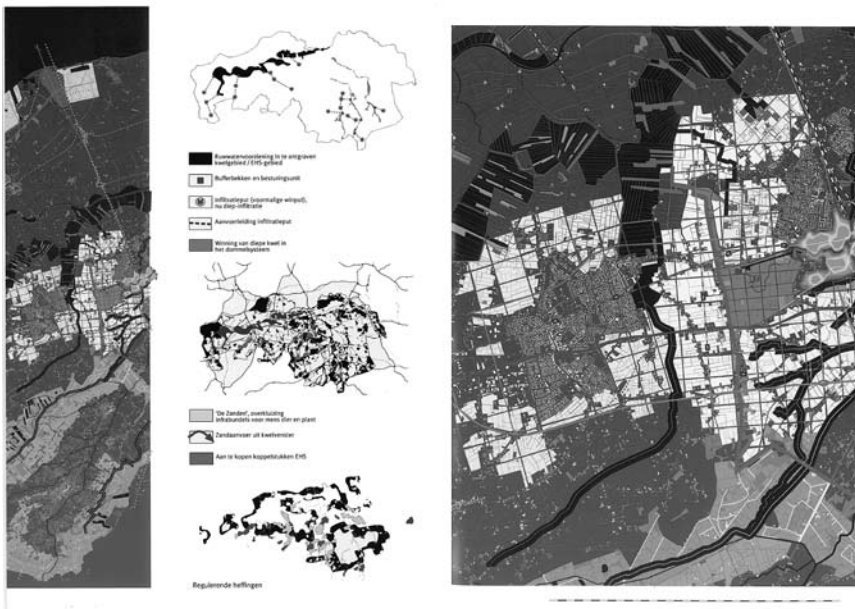 Ruwwatervoorziening in te antgraven
kwelgebied / EHS-gebied
Bufferbekken en besturingsunit
Infiltratieput (voormalige winput),
nu diep-infiltratie
Aanvoerleiding infiltratieput
Winning van diepe kwel in
het dommelsysteem
'De Zanden', overkluizing
infrabundels voor mens dier en plant
Zandaanvoer uit kwelvenster
Aan te kopen koppelstukken EHS
Regulerende heffingen